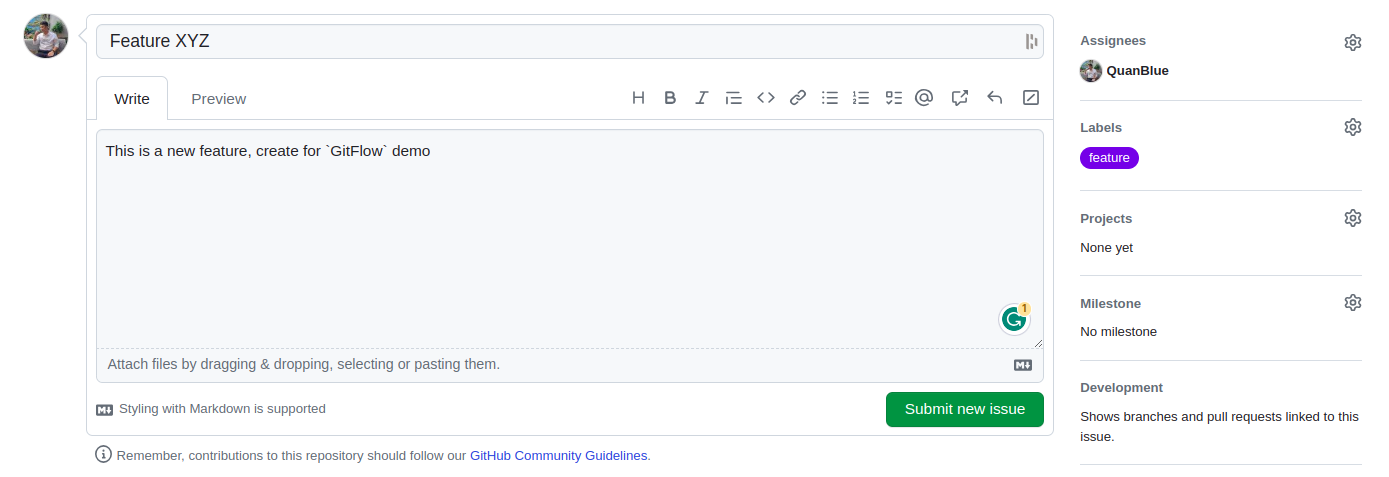 Feature XYZ
Write
Preview
This is a new feature, create for `GitFlow` demo
1
Attach files by dragging & dropping, selecting or pasting them.
Styling with Markdown is supported
Submit new issue
Remember, contributions to this repository should follow our GitHub Community Guidelines.
Assignees
QuanBlue
Labels
feature
Projects
None yet
Milestone
No milestone
Development
Shows branches and pull requests linked to this
issue.